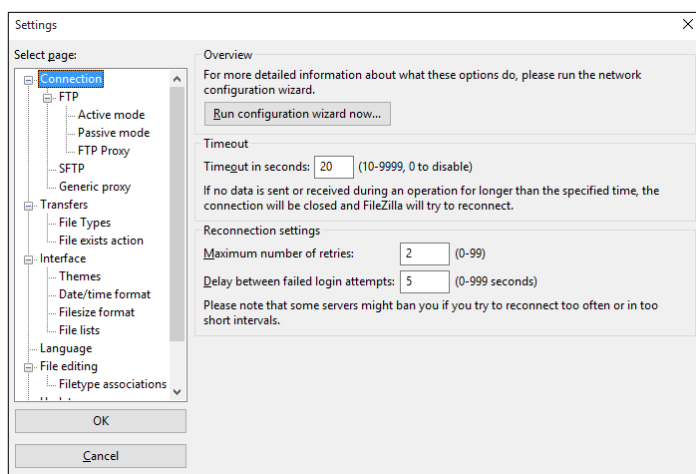 Settings
Select page:
Connection
FTP
Active mode
Passive mode
FTP Proxy
SFTP
Generic proxy
Transfers
File Types
File exists action
Interface
Themes
Date/time format
Filesize format
File lists
Language
File editing
Filetype associations
OK
Cancel
Overview
For more detailed information about what these options do, please run the network
configuration wizard.
Run configuration wizard now...
Timeout
Timeout in seconds: 20 (10-9999, 0 to disable)
If no data is sent or received during an operation for longer than the specified time, the
connection will be closed and FileZilla will try to reconnect.
Reconnection settings
Maximum number of retries: 2 (0-99)
Delay between failed login attempts: 5 (0-999 seconds)
Please note that some servers might ban you if you try to reconnect too often or in too
short intervals.